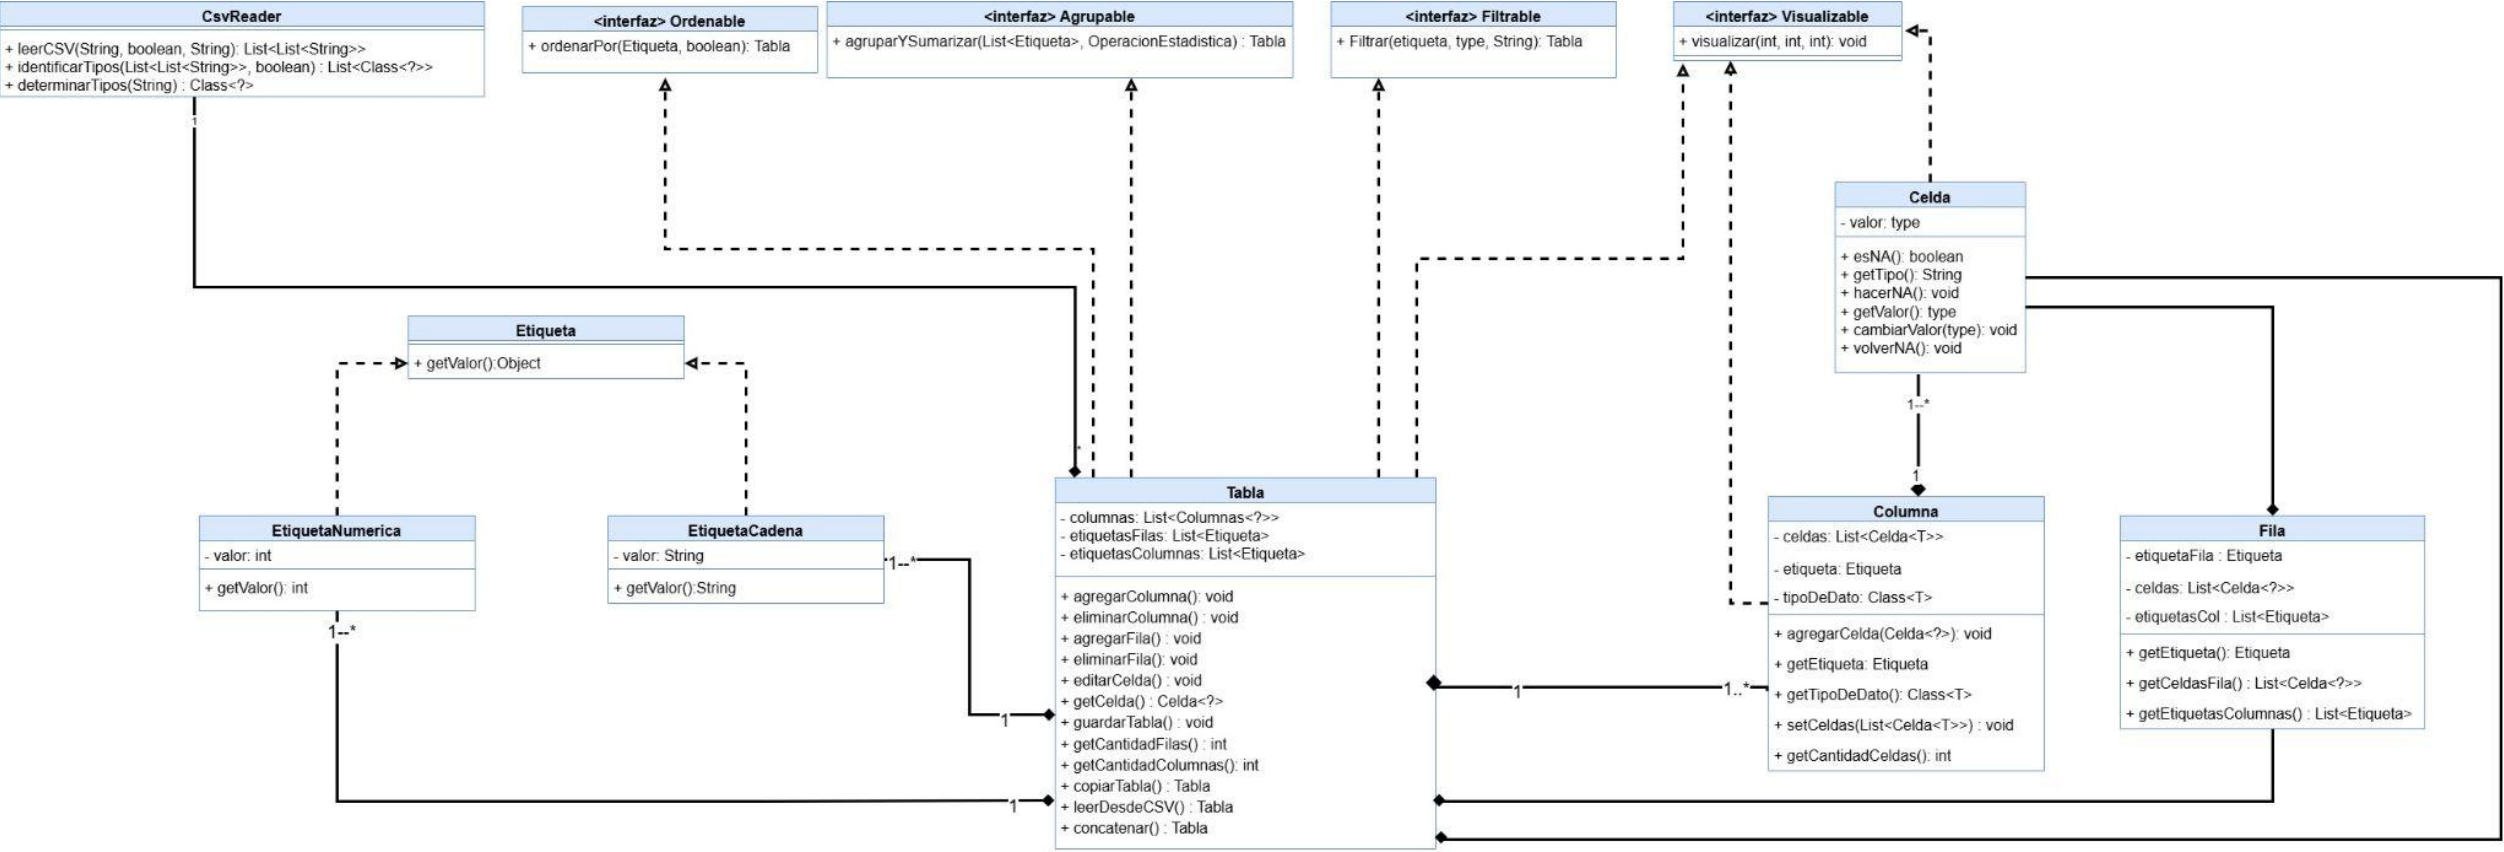 CsvReader
+ leerCSV(String, boolean, String): List<List<String>>
+ identificarTipos(List<List<String>>, boolean) : List<Class<?>>
+ determinarTipos(String) : Class<?>
1
<interfaz> Ordenable
+ ordenarPor(Etiqueta, boolean): Tabla
<interfaz> Agrupable
+ agruparYSumarizar(List<Etiqueta>, OperacionEstadistica) : Tabla
<interfaz> Filtrable
+ Filtrar(etiqueta, type, String): Tabla
<interfaz> Visualizable
+ visualizar(int, int, int): void
Celda
- valor: type
+ esNA(): boolean
+ getTipo(): String
+ hacerNA(): void
+ getValor(): type
+ cambiarValor(type): void
+ volverNA(): void
1--*
1
Etiqueta
+ getValor():Object
EtiquetaNumerica
- valor: int
+ getValor(): int
1--*
1
EtiquetaCadena
- valor: String
+ getValor():String
1--*
1
*
Tabla
- columnas: List<Columnas<?>>
- etiquetasFilas: List<Etiqueta>
- etiquetasColumnas: List<Etiqueta>
+ agregarColumna(): void
+ eliminarColumna() : void
+ agregarFila() : void
+ eliminarFila(): void
+ editarCelda() : void
+ getCelda() : Celda<?>
+ guardarTabla() : void
+ getCantidadFilas() : int
+ getCantidadColumnas(): int
+ copiarTabla() : Tabla
+ leerDesdeCSV() : Tabla
+ concatenar() : Tabla
1
1..*
Columna
- celdas: List<Celda<T>>
- etiqueta: Etiqueta
- tipoDeDato: Class<T>
+ agregarCelda(Celda<?>): void
+ getEtiqueta: Etiqueta
+ getTipoDeDato(): Class<T>
+ setCeldas(List<Celda<T>>) : void
+ getCantidadCeldas(): int
Fila
- etiquetaFila : Etiqueta
- celdas: List<Celda<?>>
- etiquetasCol : List<Etiqueta>
+ getEtiqueta(): Etiqueta
+ getCeldasFila() : List<Celda<?>>
+ getEtiquetasColumnas() : List<Etiqueta>